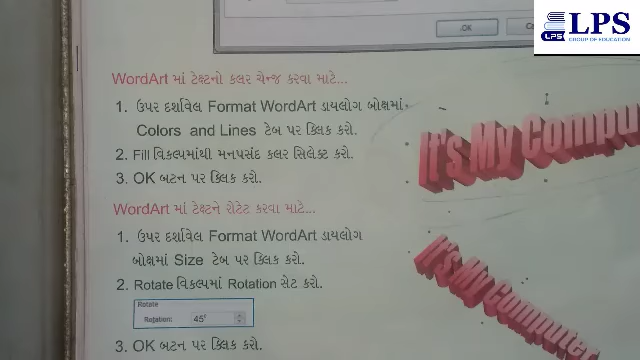 OK
LPS
GROUP OF EDUCATION
LPS
WordArt માં ટેક્ષ્ટનો કલર ચેન્જ કરવા માટે...
1. ઉપર દર્શાવેલ Format WordArt ડાયલોગ બોક્ષમાં
Colors and Lines ટેબ પર ક્લિક કરો.
2. Fill વિકલ્પમાંથી મનપસંદ કલર સિલેક્ટ કરો.
3. OK બટન પર ક્લિક કરો.
It's My Compu
WordArt માં ટેક્ષ્ટને રોટેટ કરવા માટે...
1. ઉપર દર્શાવેલ Format WordArt ડાયલોગ
બોક્ષમાં Size ટેબ પર ક્લિક કરો.
2. Rotate વિકલ્પમાં Rotation સેટ કરો.
Rotate
Rotation: 45°
3. OK બટન પર ક્લિક કરો.
It's My Computer